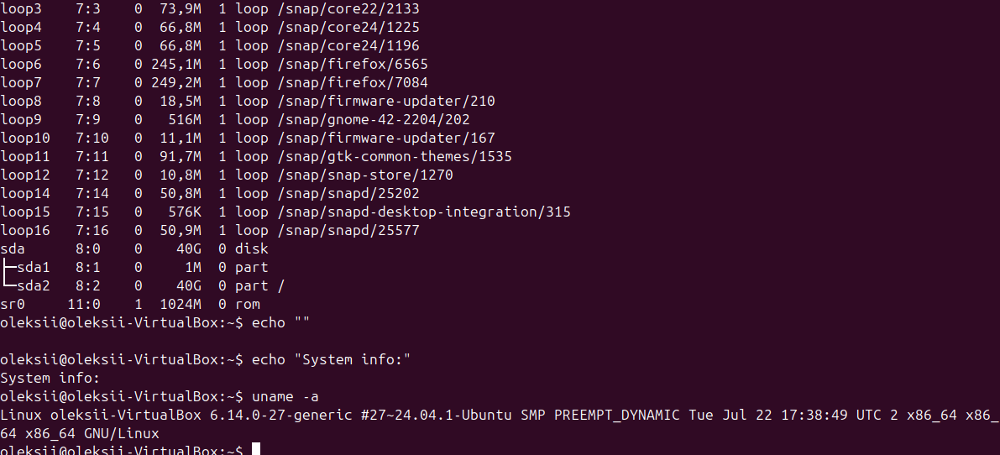 loop3    7:3    0  73,9M  1 loop /snap/core22/2133
loop4    7:4    0  66,8M  1 loop /snap/core24/1225
loop5    7:5    0  66,8M  1 loop /snap/core24/1196
loop6    7:6    0 245,1M  1 loop /snap/firefox/6565
loop7    7:7    0 249,2M  1 loop /snap/firefox/7084
loop8    7:8    0  18,5M  1 loop /snap/firmware-updater/210
loop9    7:9    0   516M  1 loop /snap/gnome-42-2204/202
loop10   7:10   0  11,1M  1 loop /snap/firmware-updater/167
loop11   7:11   0  91,7M  1 loop /snap/gtk-common-themes/1535
loop12   7:12   0  10,8M  1 loop /snap/snap-store/1270
loop14   7:14   0  50,8M  1 loop /snap/snapd/25202
loop15   7:15   0   576K  1 loop /snap/snapd-desktop-integration/315
loop16   7:16   0  50,9M  1 loop /snap/snapd/25577
sda      8:0    0    40G  0 disk
├─sda1   8:1    0     1M  0 part
└─sda2   8:2    0    40G  0 part /
sr0     11:0    1  1024M  0 rom
oleksii@oleksii-VirtualBox:~$ echo ""

oleksii@oleksii-VirtualBox:~$ echo "System info:"
System info:
oleksii@oleksii-VirtualBox:~$ uname -a
Linux oleksii-VirtualBox 6.14.0-27-generic #27~24.04.1-Ubuntu SMP PREEMPT_DYNAMIC Tue Jul 22 17:38:49 UTC 2 x86_64 x86_
64 x86_64 GNU/Linux
oleksii@oleksii-VirtualBox:~$